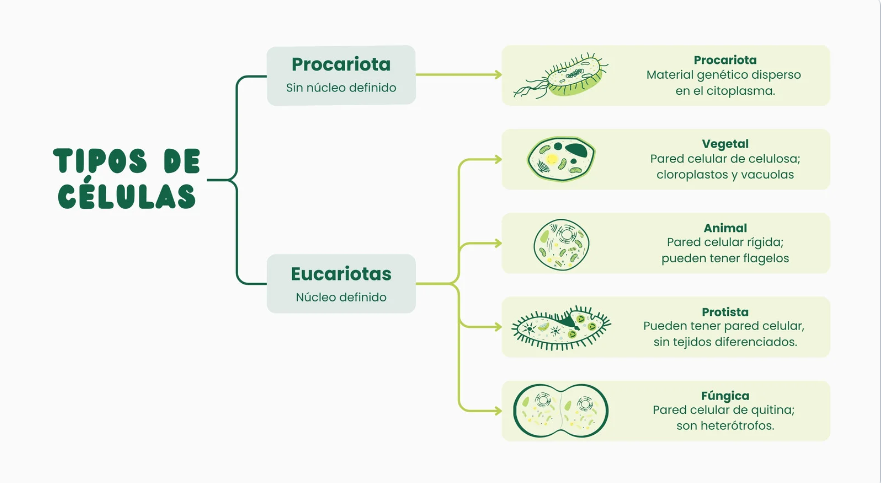 TIPOS DE
CÉLULAS
Procariota
Sin núcleo definido
Procariota
Material genético disperso
en el citoplasma.
Eucariotas
Núcleo definido
Vegetal
Pared celular de celulosa;
cloroplastos y vacuolas
Animal
Pared celular rígida;
pueden tener flagelos
Protista
Pueden tener pared celular,
sin tejidos diferenciados.
Fúngica
Pared celular de quitina;
son heterótrofos.